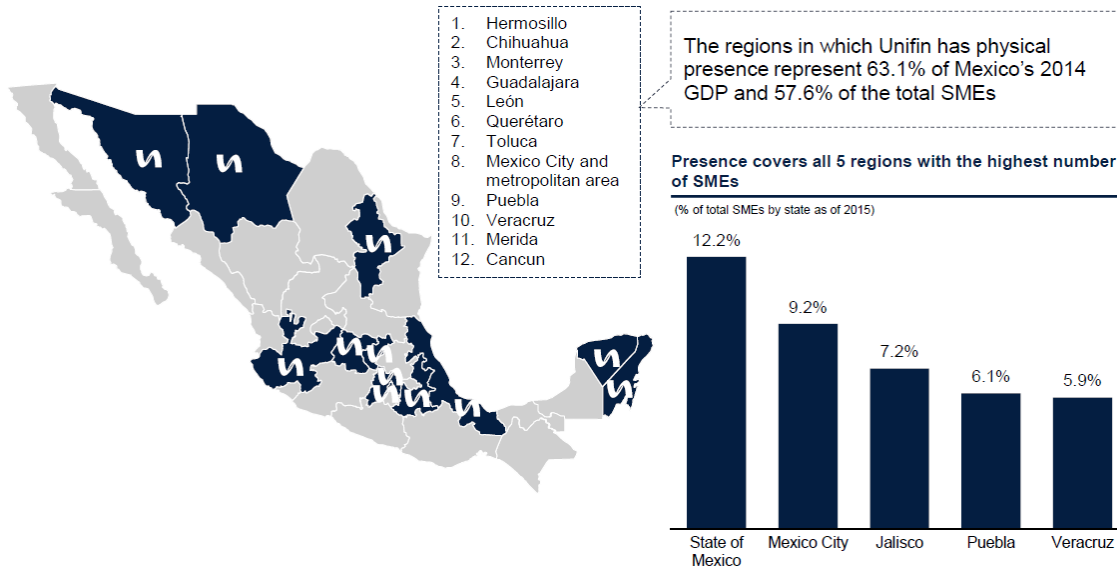 1. Hermosillo
2. Chihuahua
3. Monterrey
4. Guadalajara
5. León
6. Querétaro
7. Toluca
8. Mexico City and
metropolitan area
9. Puebla
10. Veracruz
11. Merida
12. Cancun
The regions in which Unifin has physical
presence represent 63.1% of Mexico’s 2014
GDP and 57.6% of the total SMEs
Presence covers all 5 regions with the highest number
of SMEs
(% of total SMEs by state as of 2015)
12.2%
9.2%
7.2%
6.1%
5.9%
State of
Mexico
Mexico City
Jalisco
Puebla
Veracruz